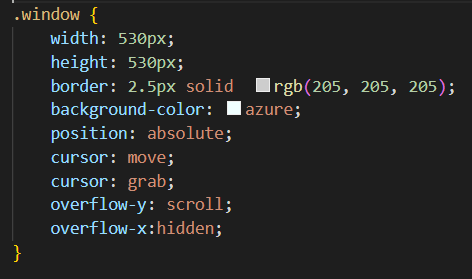 .window {
    width: 530px;
    height: 530px;
    border: 2.5px solid  rgb(205, 205, 205);
    background-color: azure;
    position: absolute;
    cursor: move;
    cursor: grab;
    overflow-y: scroll;
    overflow-x:hidden;
}